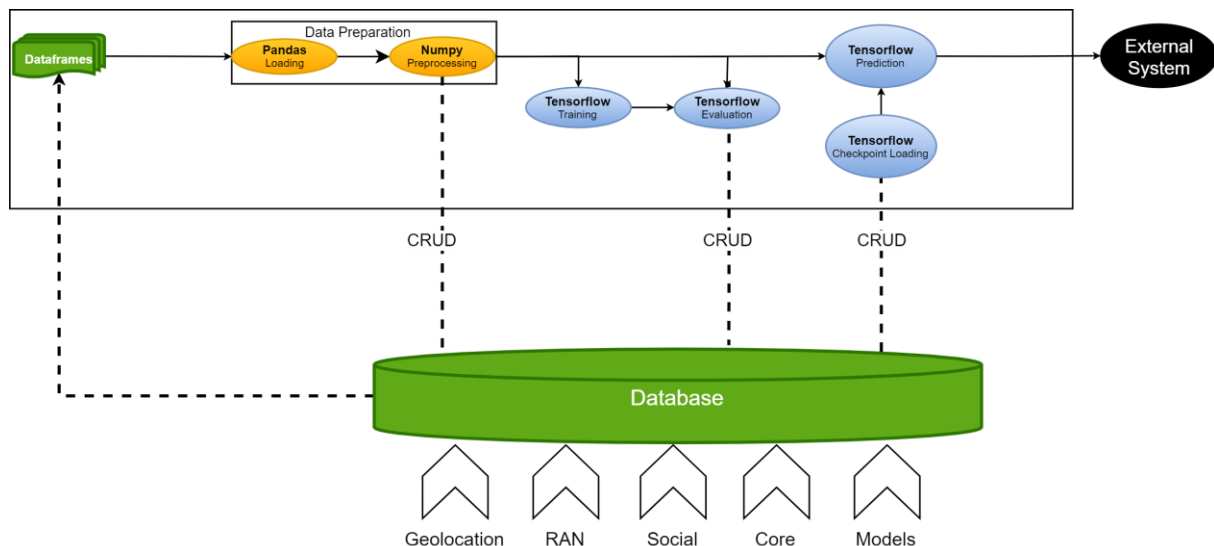 Data Preparation
Dataframes
Pandas
Loading
Numpy
Preprocessing
Tensorflow
Prediction
External
System
Tensorflow
Training
Tensorflow
Evaluation
Tensorflow
Checkpoint Loading
CRUD
CRUD
CRUD
Database
Geolocation
RAN
Social
Core
Models